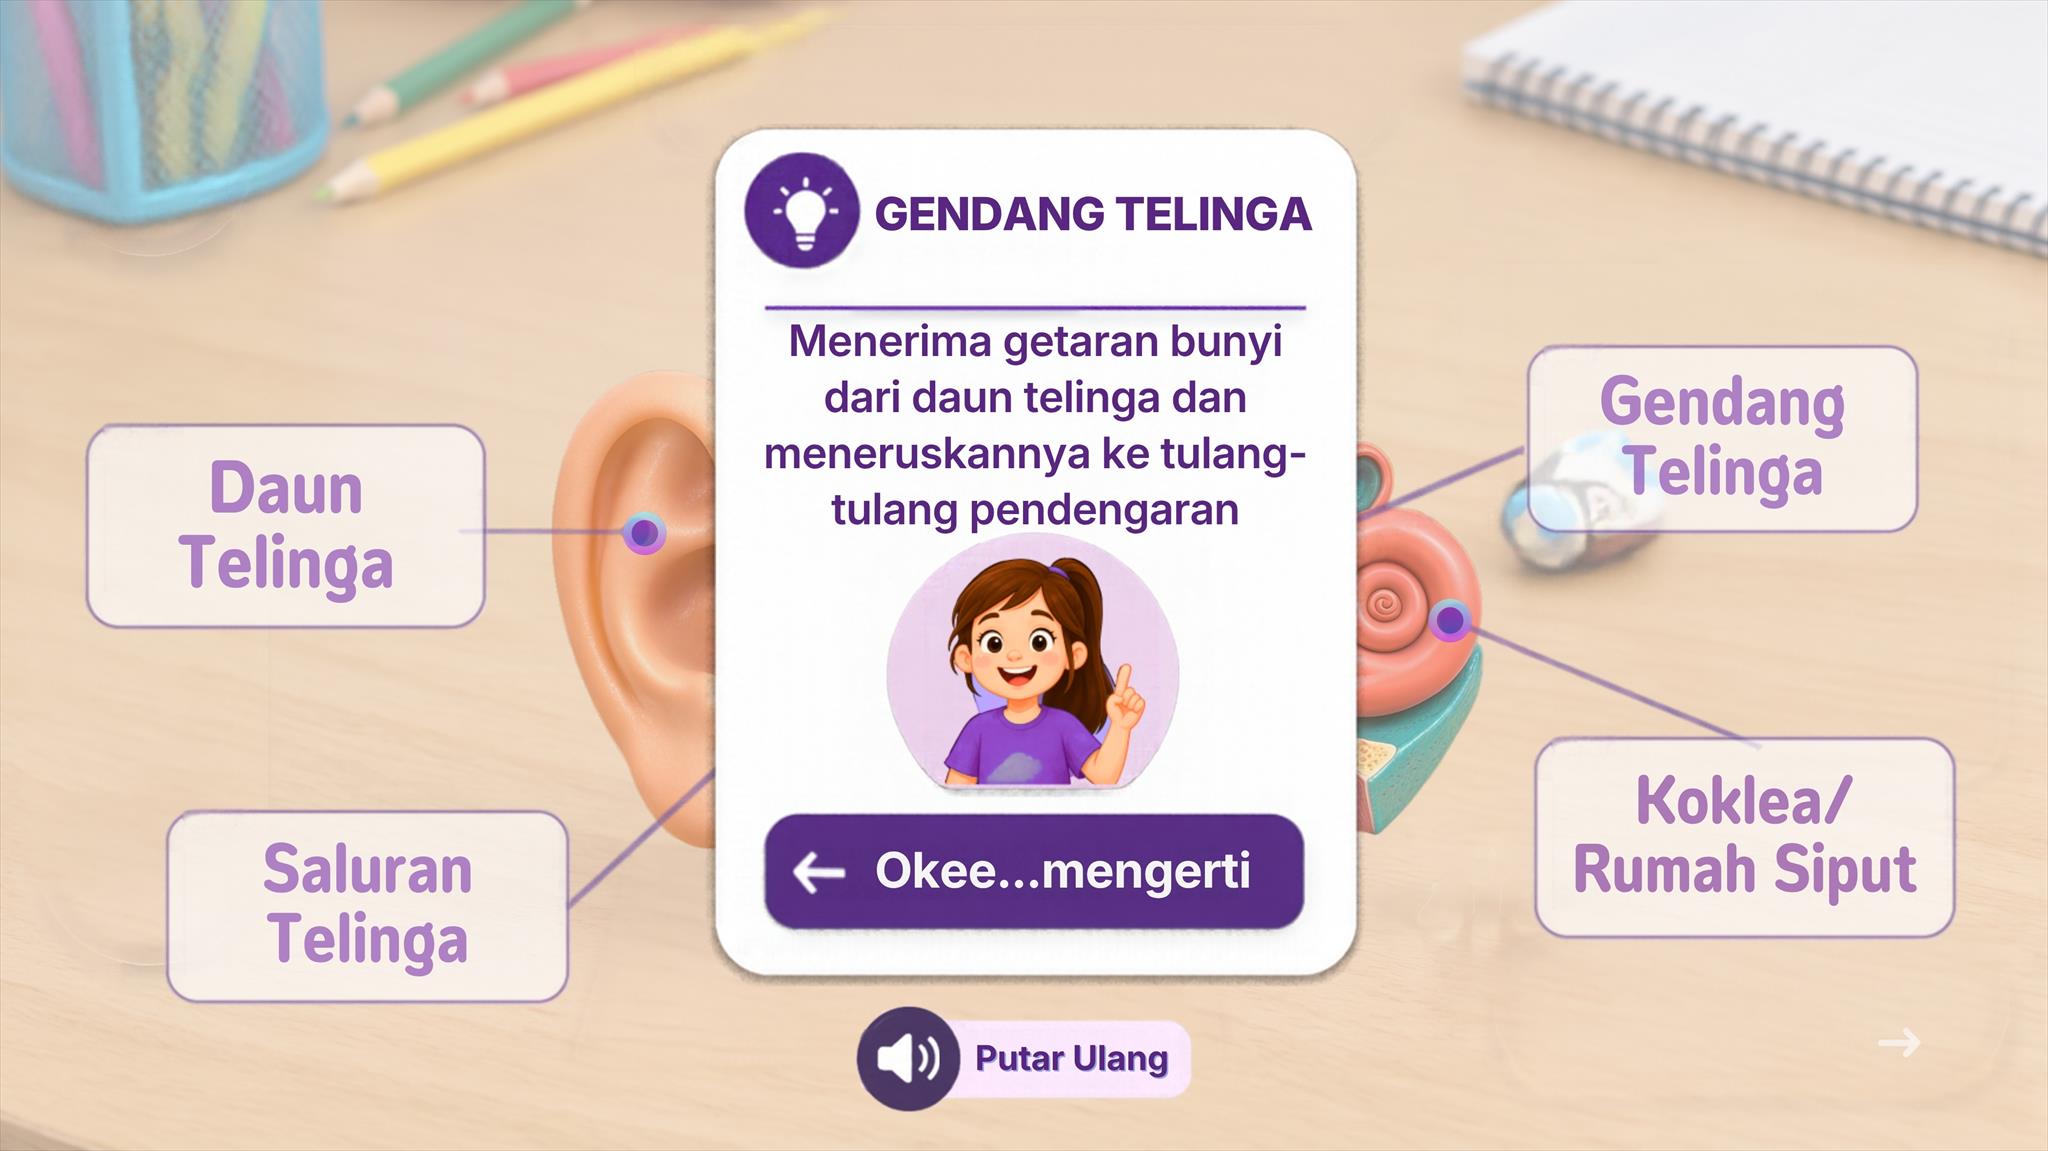 GENDANG TELINGA
Menerima getaran bunyi
dari daun telinga dan
meneruskannya ke tulang-
tulang pendengaran
Okee...mengerti
Putar Ulang
Daun
Telinga
Saluran
Telinga
Gendang
Telinga
Koklea/
Rumah Siput